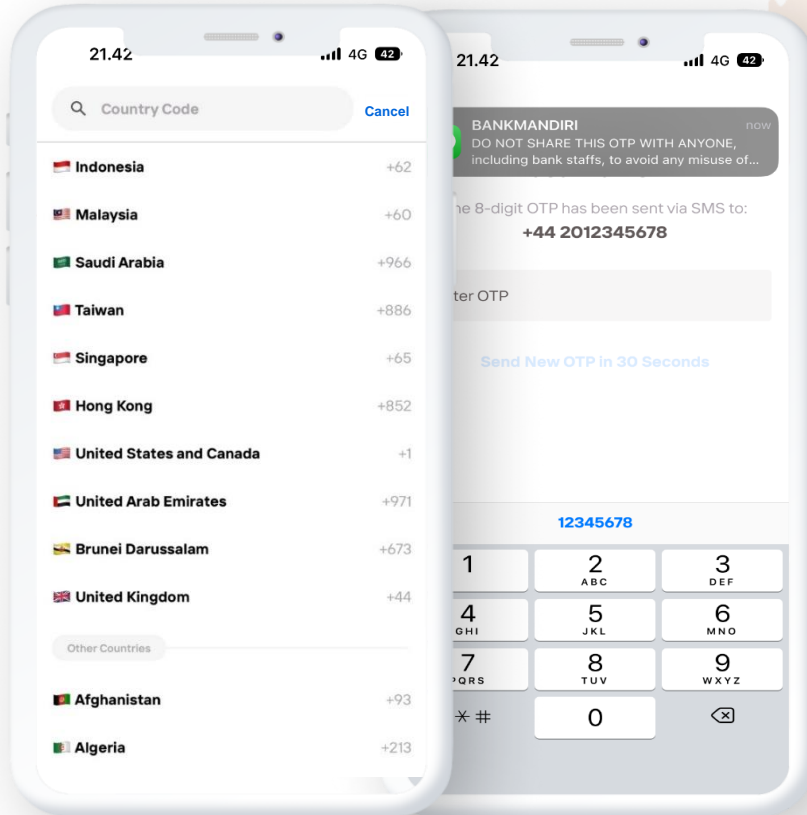 21.42
4G 42
Country Code
Cancel
Indonesia +62
Malaysia +60
Saudi Arabia +966
Taiwan +886
Singapore +65
Hong Kong +852
United States and Canada +1
United Arab Emirates +971
Brunei Darussalam +673
United Kingdom +44
Other Countries
Afghanistan +93
Algeria +213
21.42
4G 42
BANKMANDIRI now
DO NOT SHARE THIS OTP WITH ANYONE,
including bank staffs, to avoid any misuse of...
he 8-digit OTP has been sent via SMS to:
+44 2012345678
ter OTP
Send New OTP in 30 Seconds
12345678
1 2 3
ABC DEF
4 5 6
GHI JKL MNO
7 8 9
PQRS TUV WXYZ
* # 0